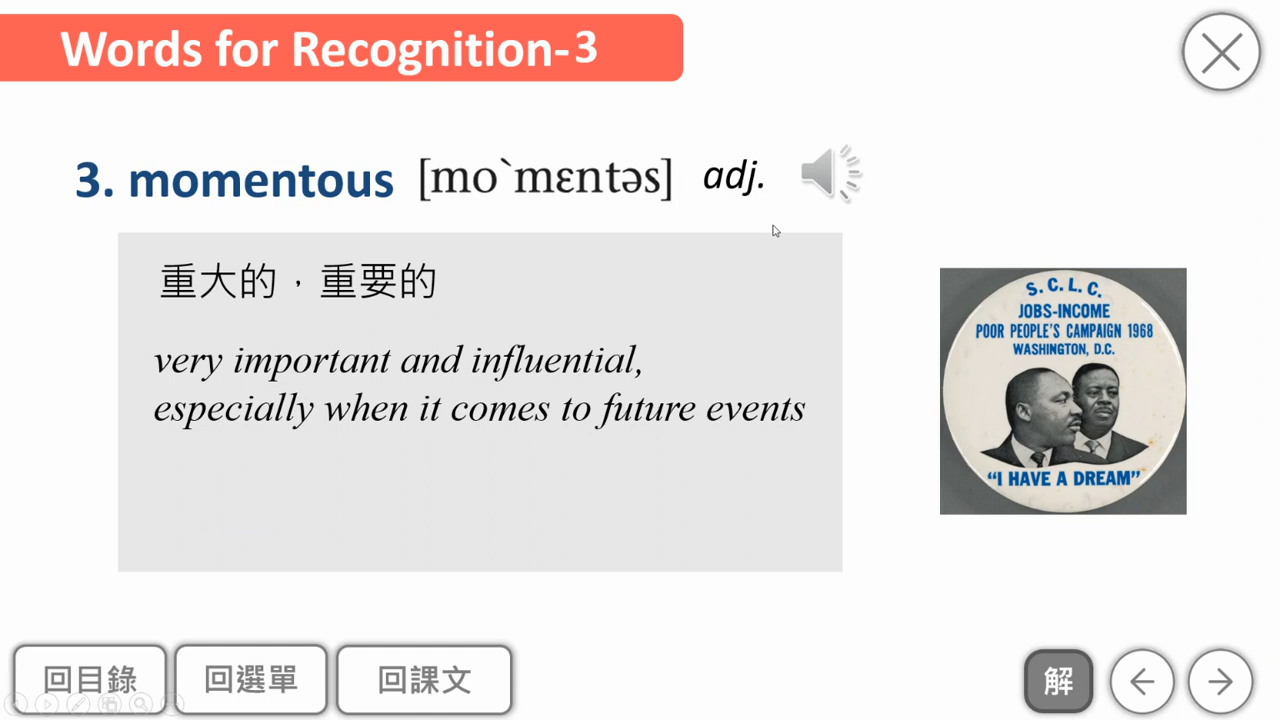 Words for Recognition-3
3. momentous [mo`mɛntəs] adj.
重大的，重要的
very important and influential,
especially when it comes to future events
S. C. L. C.
JOBS-INCOME
POOR PEOPLE'S CAMPAIGN 1968
WASHINGTON, D.C.
"I HAVE A DREAM"
回目錄 回選單 回課文 解